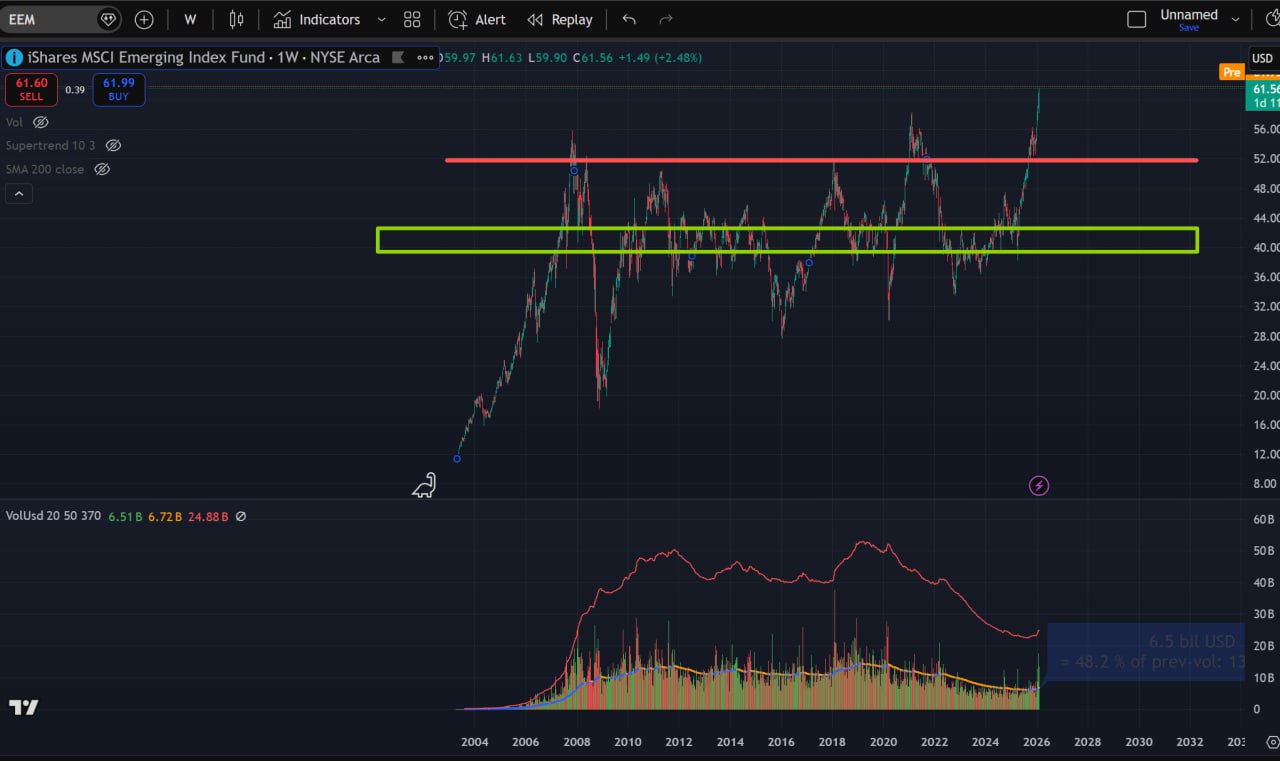 EEM W Indicators Alert Replay Unnamed
Save
iShares MSCI Emerging Index Fund · 1W · NYSE Arca 59.97 H61.63 L59.90 C61.56 +1.49 (+2.48%) USD
Pre
61.60 SELL 0.39 61.99 BUY
61.56
Vol
Supertrend 10 3
SMA 200 close
56.00
52.00
48.00
44.00
40.00
36.00
32.00
28.00
24.00
20.00
16.00
12.00
8.00
VolUsd 20 50 370 6.51B 6.72B 24.88B Ø
60B
50B
40B
30B
20B
10B
0
6.5 bil USD
= 48.2 % of prev-vol: 13
2004 2006 2008 2010 2012 2014 2016 2018 2020 2022 2024 2026 2028 2030 2032